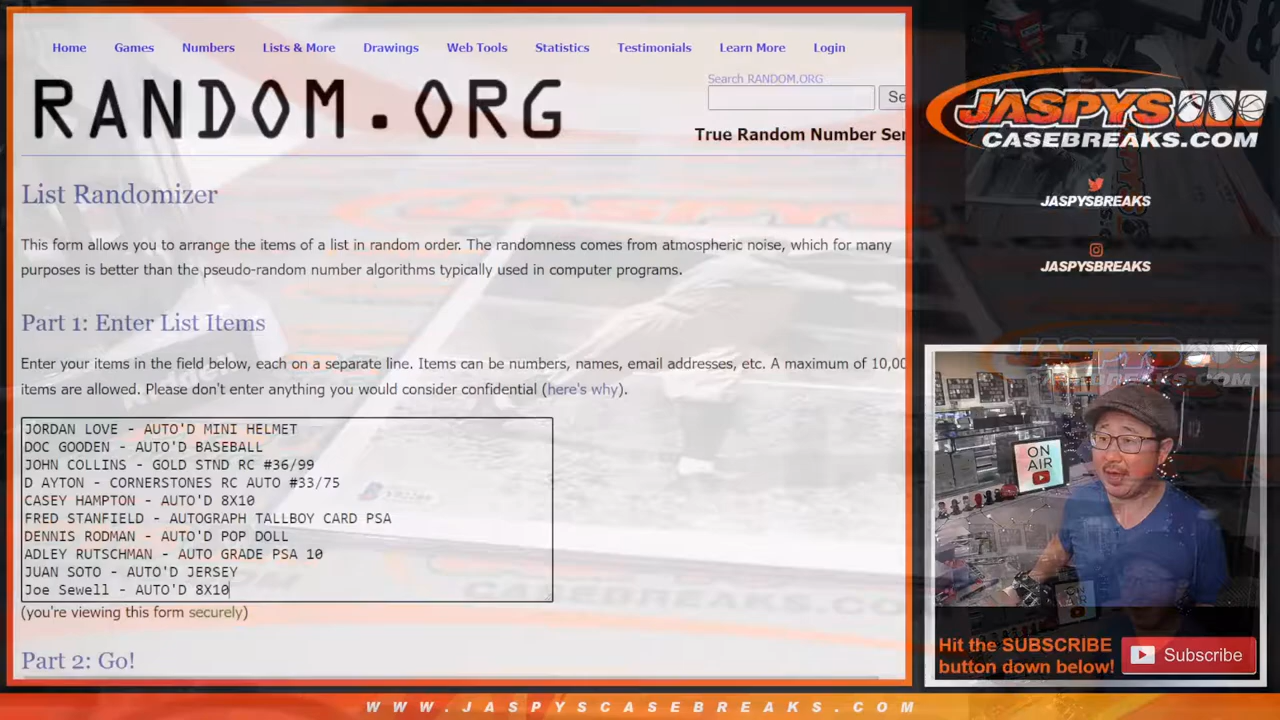 Home Games Numbers Lists & More Drawings Web Tools Statistics Testimonials Learn More Login
Search RANDOM.ORG
RANDOM.ORG
Se
True Random Number Ser
List Randomizer
This form allows you to arrange the items of a list in random order. The randomness comes from atmospheric noise, which for many
purposes is better than the pseudo-random number algorithms typically used in computer programs.
Part 1: Enter List Items
Enter your items in the field below, each on a separate line. Items can be numbers, names, email addresses, etc. A maximum of 10,00
items are allowed. Please don't enter anything you would consider confidential (here's why).
JORDAN LOVE - AUTO'D MINI HELMET
DOC GOODEN - AUTO'D BASEBALL
JOHN COLLINS - GOLD STND RC #36/99
D AYTON - CORNERSTONES RC AUTO #33/75
CASEY HAMPTON - AUTO'D 8X10
FRED STANFIELD - AUTOGRAPH TALLBOY CARD PSA
DENNIS RODMAN - AUTO'D POP DOLL
ADLEY RUTSCHMAN - AUTO GRADE PSA 10
JUAN SOTO - AUTO'D JERSEY
Joe Sewell - AUTO'D 8X10
(you're viewing this form securely)
Part 2: Go!
JASPYS
CASEBREAKS.COM
JASPYSBREAKS
JASPYSBREAKS
ON
AIR
Hit the SUBSCRIBE
button down below!
Subscribe
WWW.JASPYSCASEBREAKS.COM